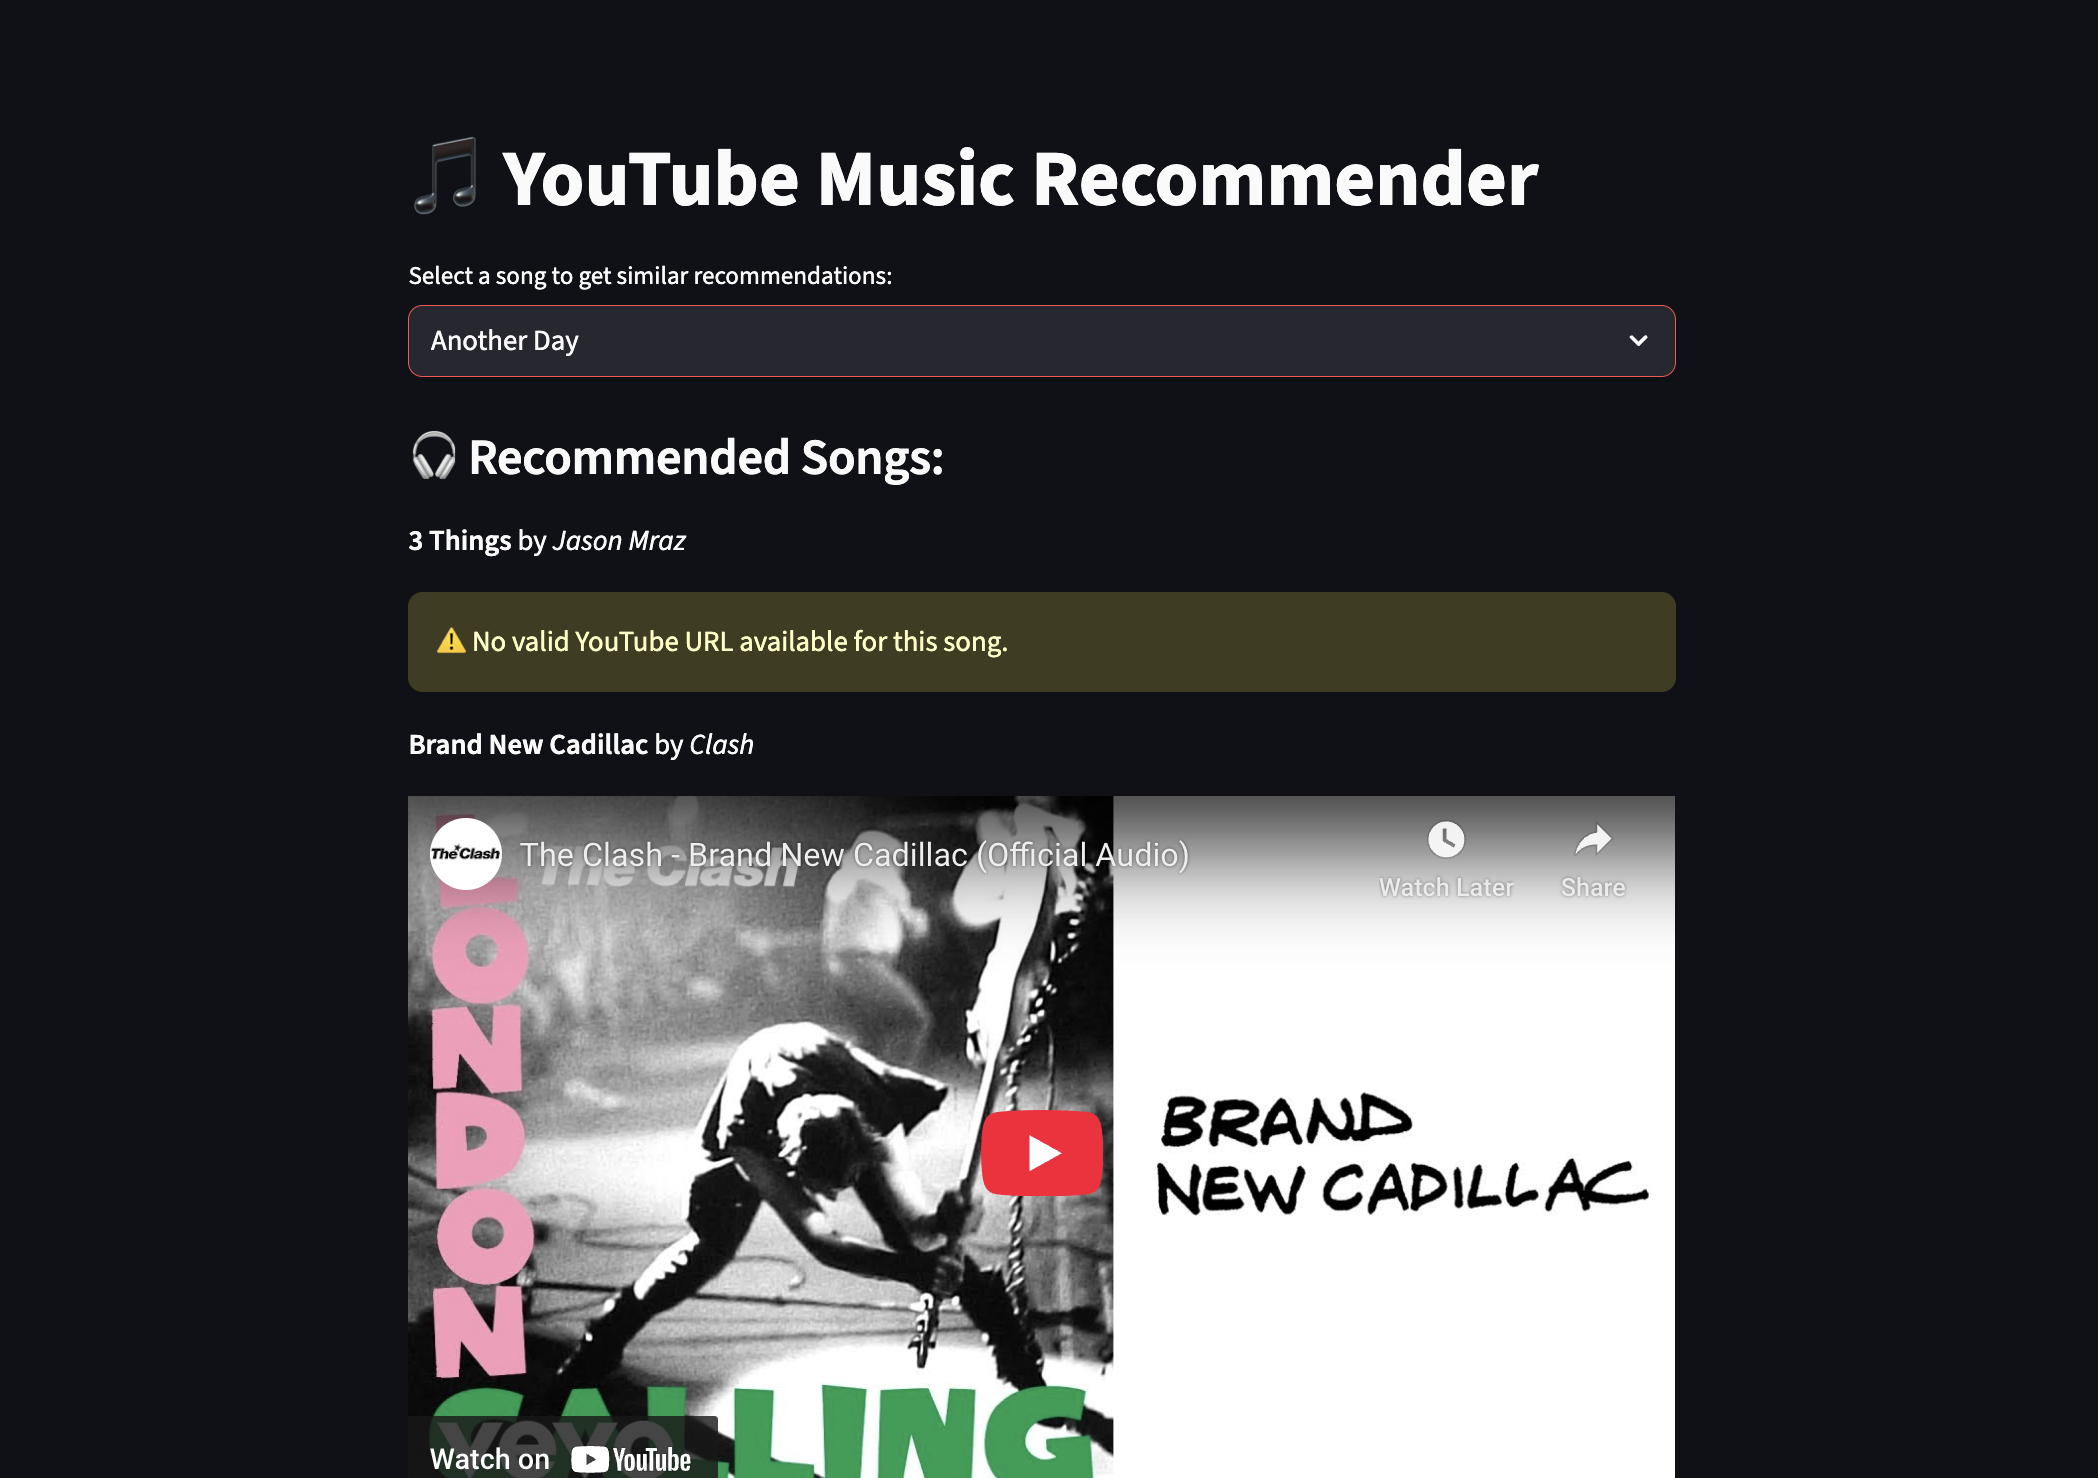 🎵 YouTube Music Recommender
Select a song to get similar recommendations:
Another Day
🎧 Recommended Songs:
3 Things by Jason Mraz
⚠️ No valid YouTube URL available for this song.
Brand New Cadillac by Clash
The Clash
The Clash - Brand New Cadillac (Official Audio)
Watch Later
Share
The Clash
LONDON
BRAND
NEW CADILLAC
CALLING
vevo
Watch on YouTube